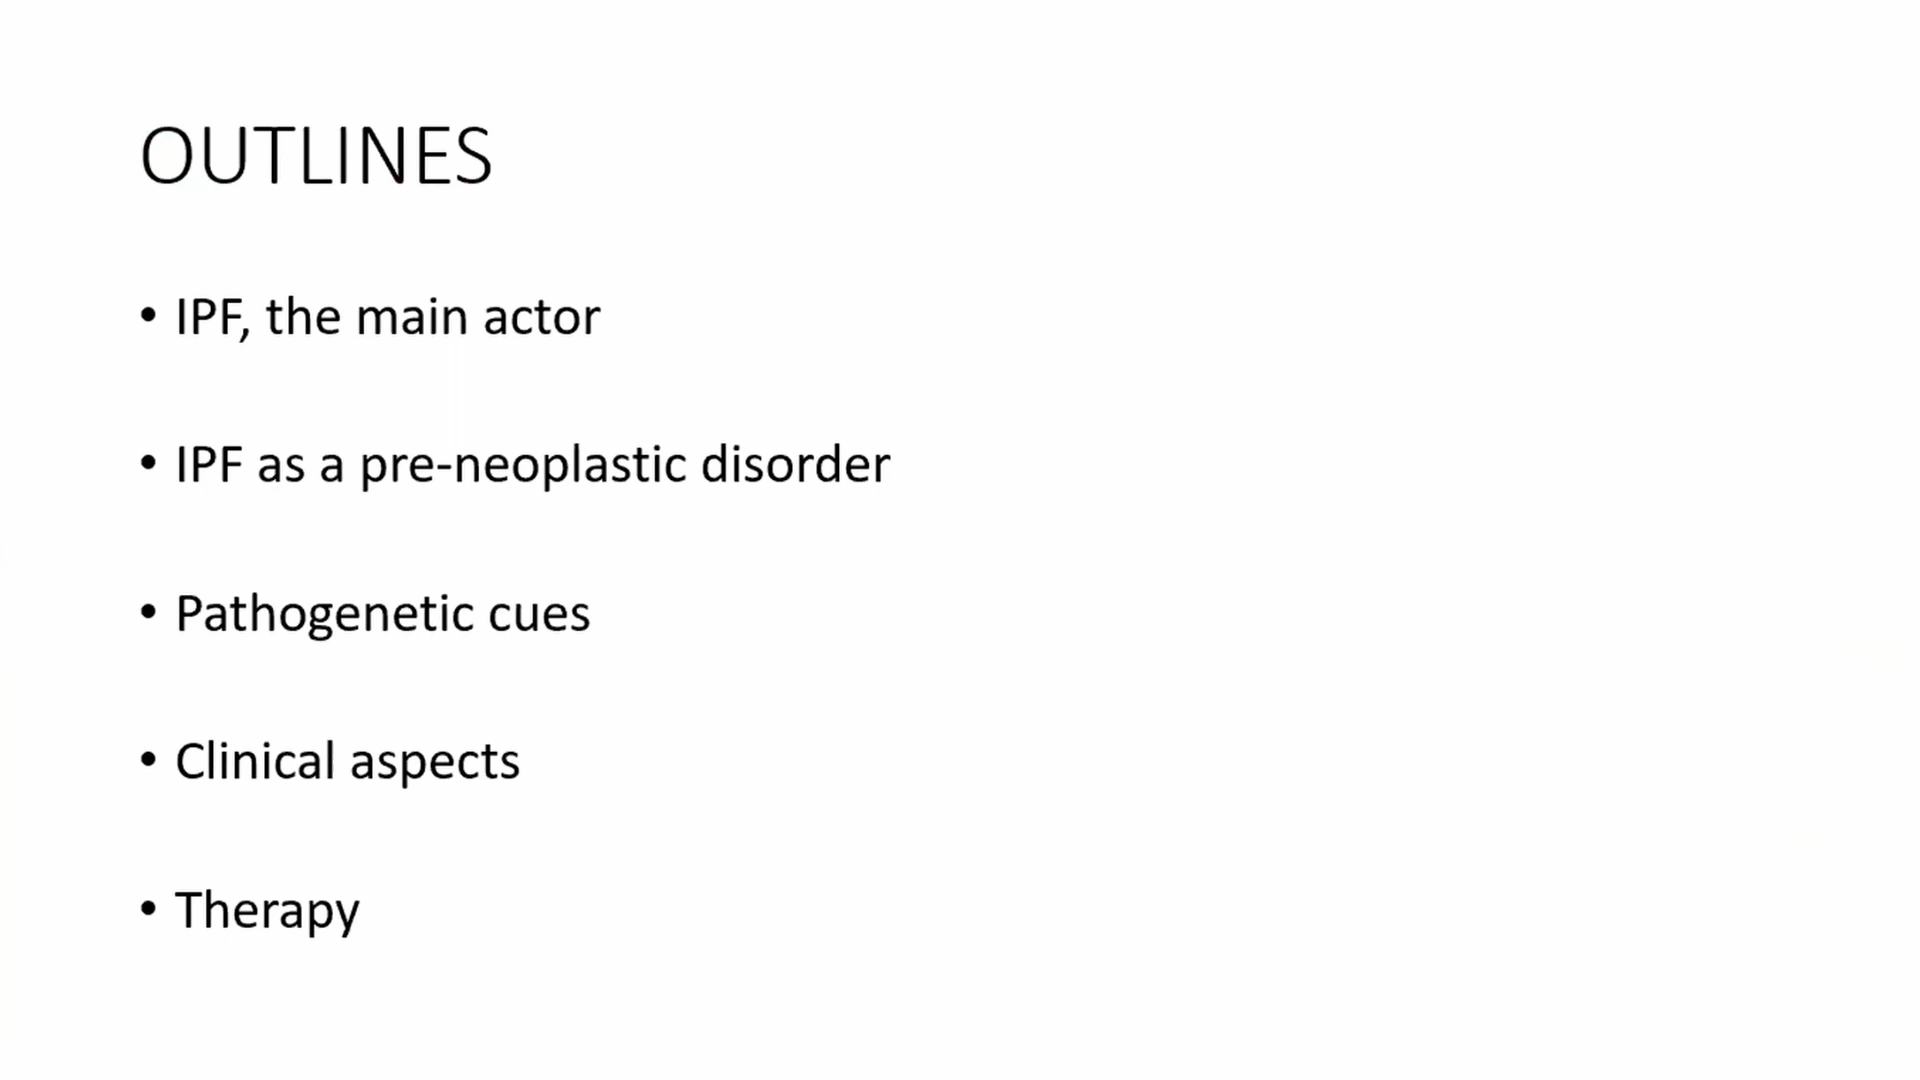 OUTLINES
• IPF, the main actor
• IPF as a pre-neoplastic disorder
• Pathogenetic cues
• Clinical aspects
• Therapy